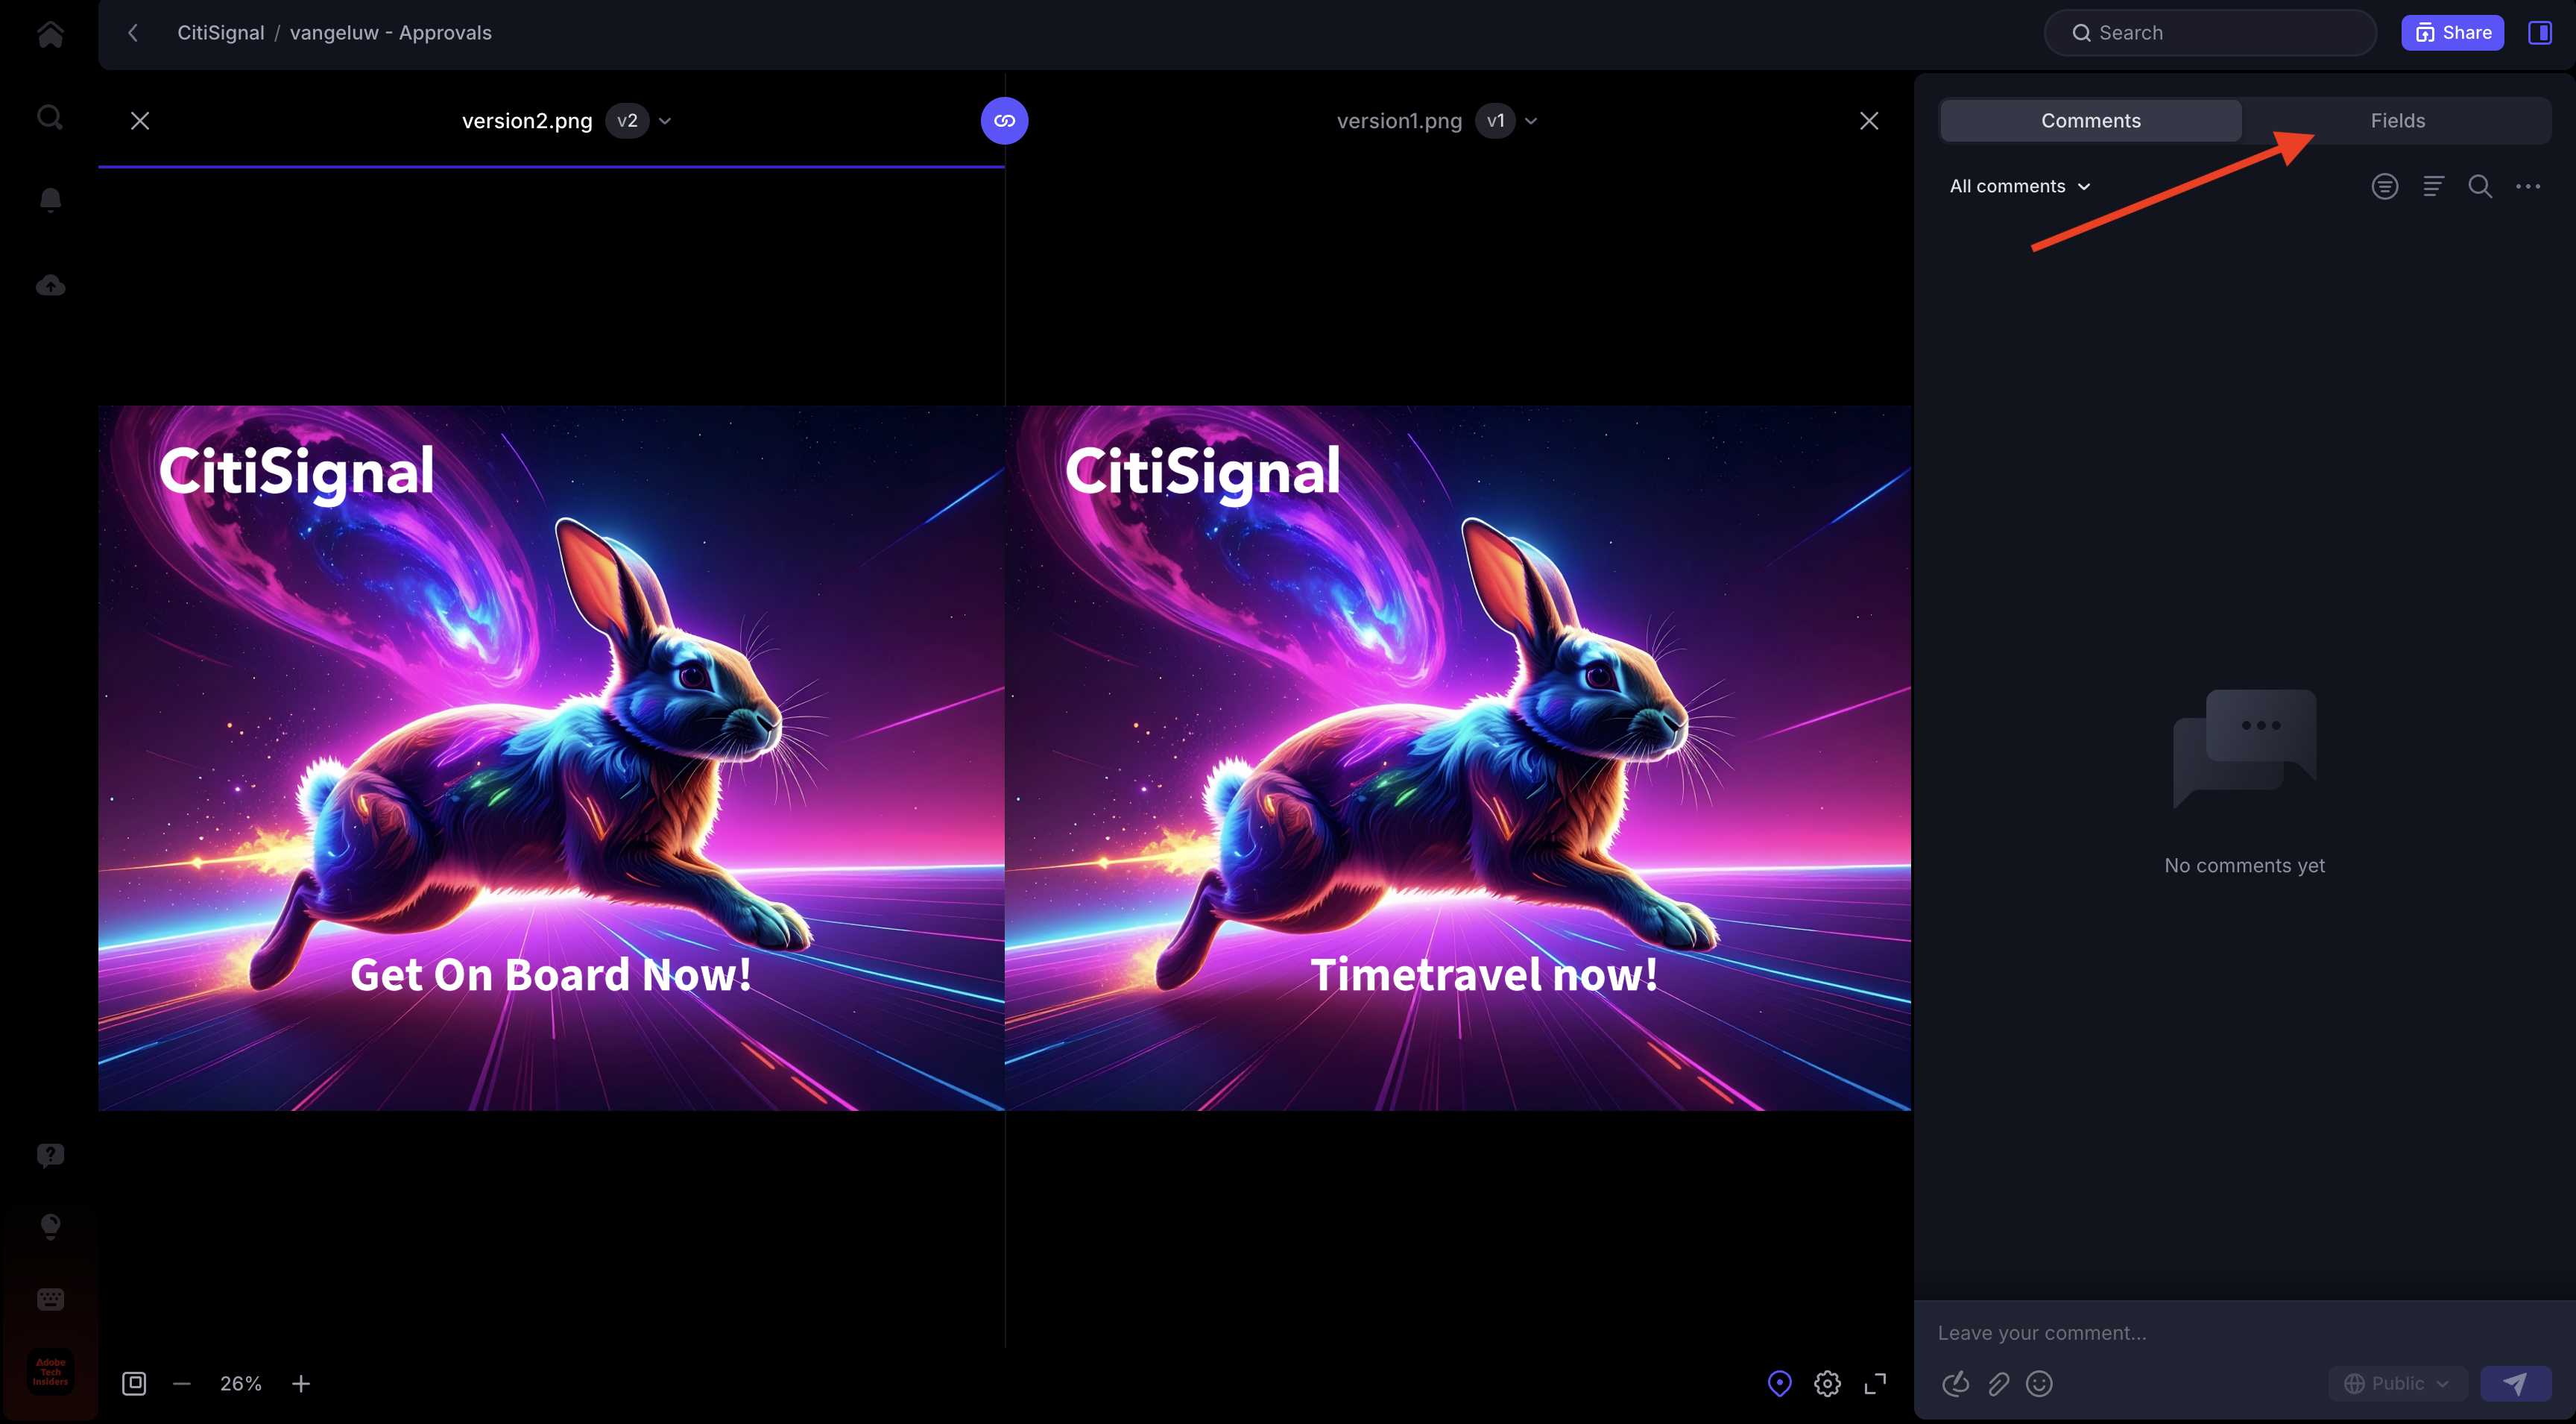 CitiSignal / vangeluw - Approvals
Search
Share
version2.png v2
version1.png v1
Comments
Fields
All comments
CitiSignal
Get On Board Now!
CitiSignal
Timetravel now!
No comments yet
Leave your comment...
Public
26%
Adobe
Tech
Insiders